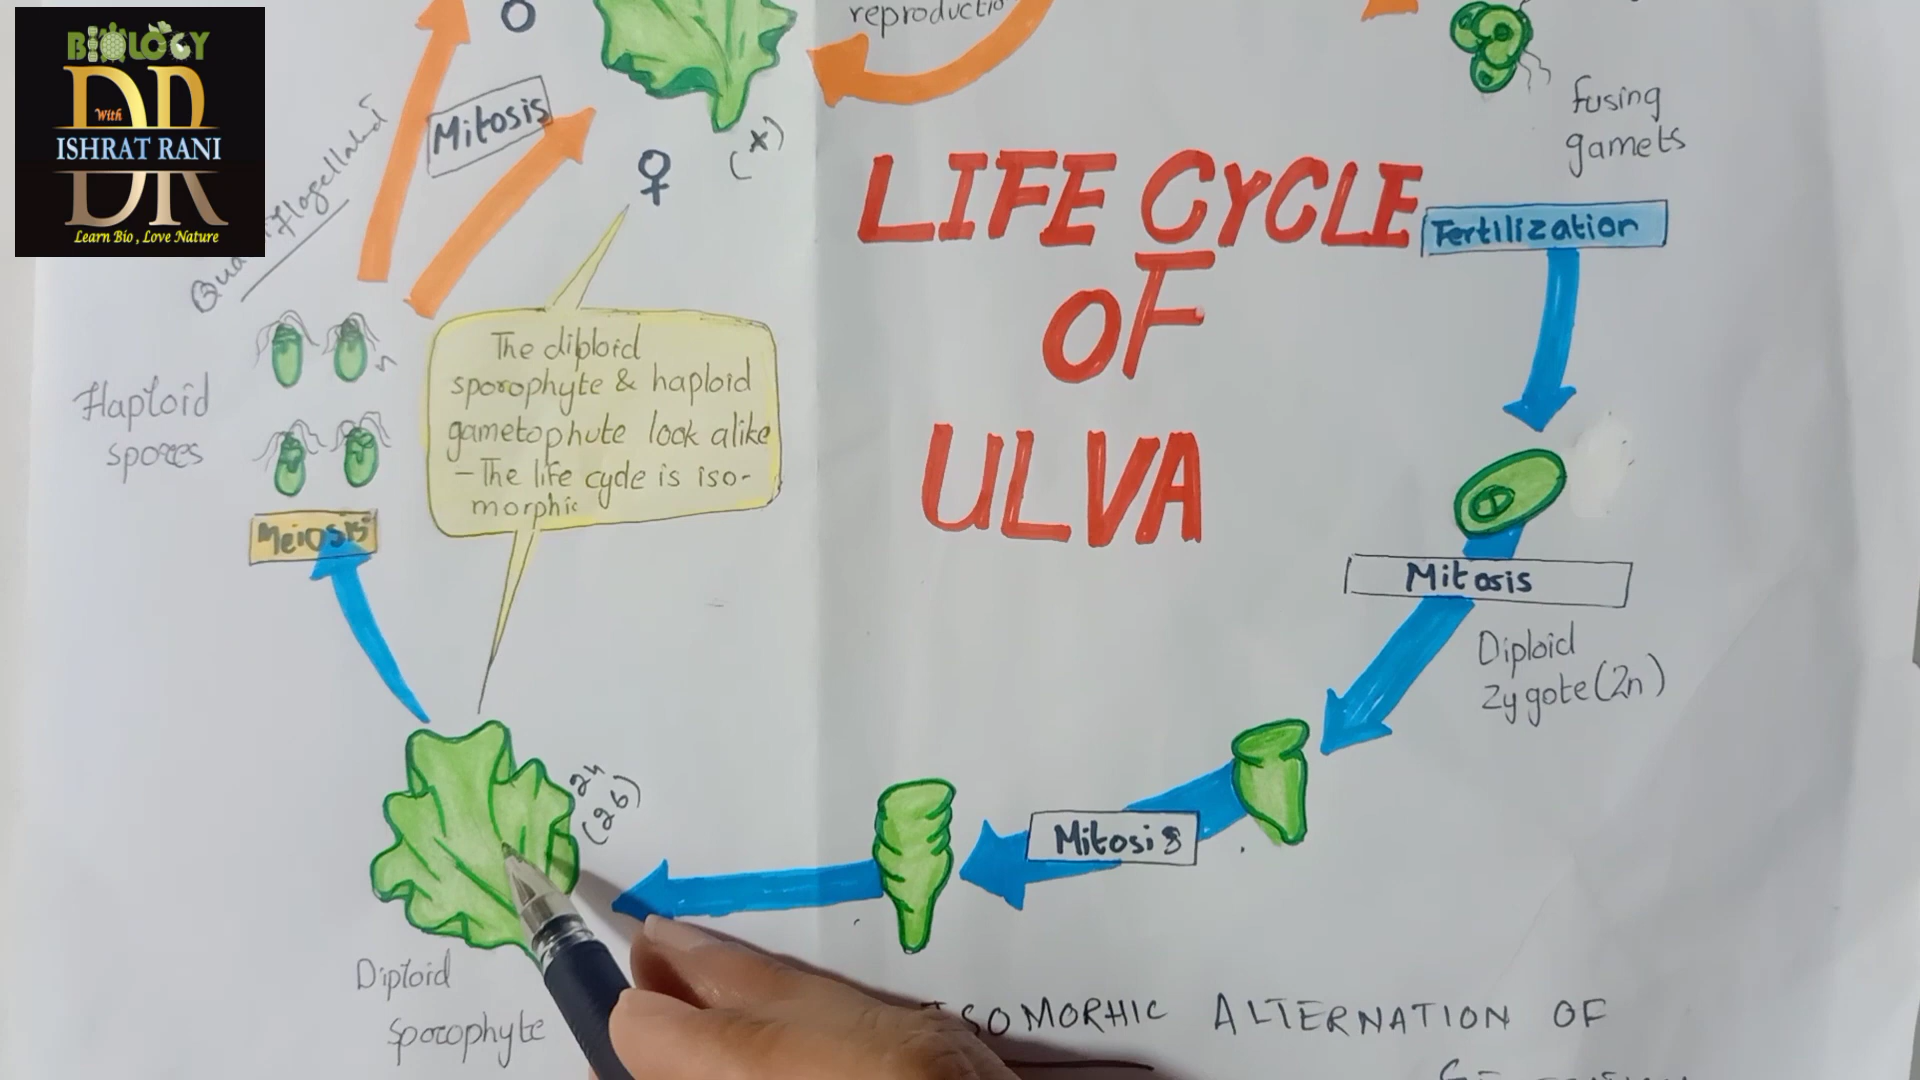 BIOLOGY
With
DR
ISHRAT RANI
Learn Bio , Love Nature
reproductio
Mitosis
(x)
fusing
gamets
LIFE CYCLE
OF
ULVA
Fertilization
flagellated
Haploid
spores
Meiosis
The diploid
sporophyte & haploid
gametophute look alike
- The life cycle is iso-
morphic
Mitosis
Diploid
Zygote (2n)
Mitosis
(26)
Diploid
Sporophyte
ISOMORHIC ALTERNATION OF